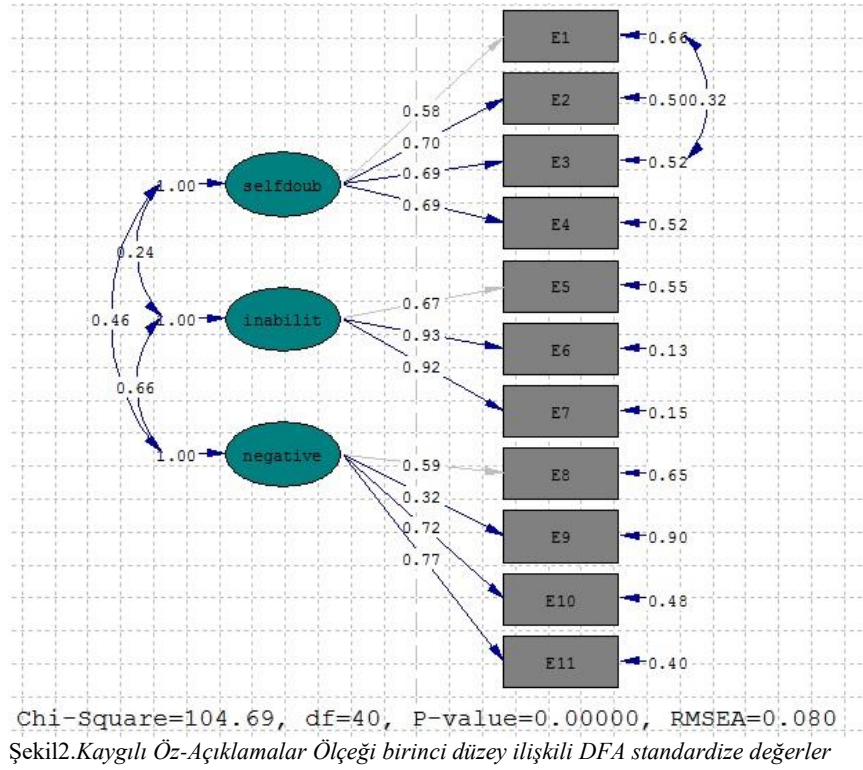 E1
0.66
0.58
E2
0.50
0.32
0.70
E3
0.52
0.69
1.00
selfdoub
0.69
E4
0.52
0.24
E5
0.55
0.67
0.46
1.00
inabilit
0.93
E6
0.13
0.92
0.66
E7
0.15
1.00
negative
0.59
E8
0.65
0.32
0.72
E9
0.90
0.77
E10
0.48
E11
0.40
Chi-Square=104.69, df=40, P-value=0.00000, RMSEA=0.080
Şekil2.Kaygılı Öz-Açıklamalar Ölçeği birinci düzey ilişkili DFA standardize değerler